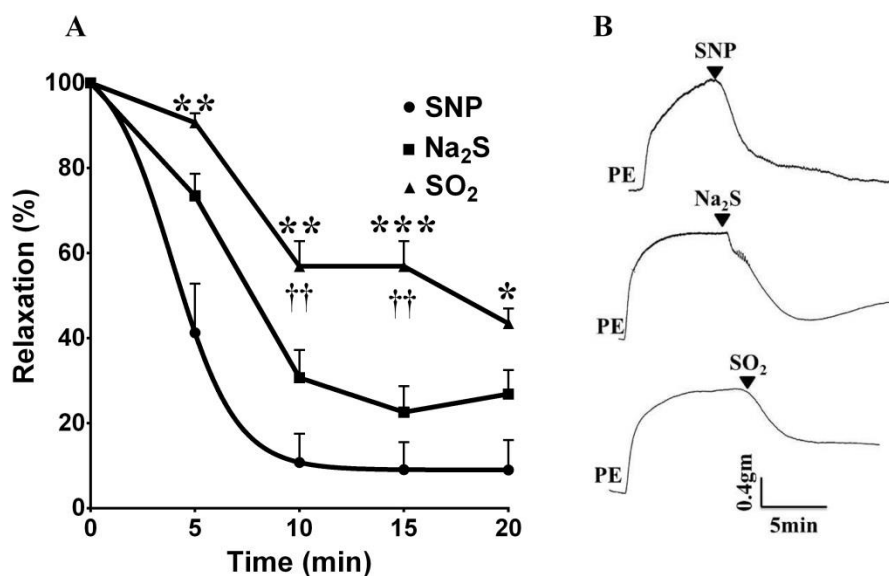 A
Relaxation (%)
100
80
60
40
20
0
**
**
***
*
††
††
SNP
Na₂S
SO₂
0 5 10 15 20
Time (min)
B
SNP
PE
Na₂S
PE
SO₂
PE
0.4gm
5min